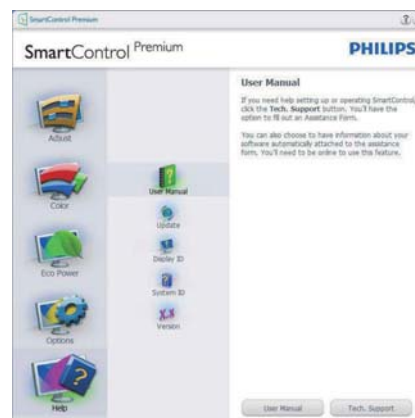 SmartControl Premium
SmartControl Premium
PHILIPS
Adjust
Color
Eco Power
Options
Help
User Manual
Update
Display ID
System ID
Version
User Manual
If you need help setting up or operating SmartControl,
click the Tech. Support button. You'll have the
option to fill out an Assistance Form.
You can also choose to have information about your
software automatically attached to the assistance
form. You'll need to be online to use this feature.
User Manual
Tech. Support